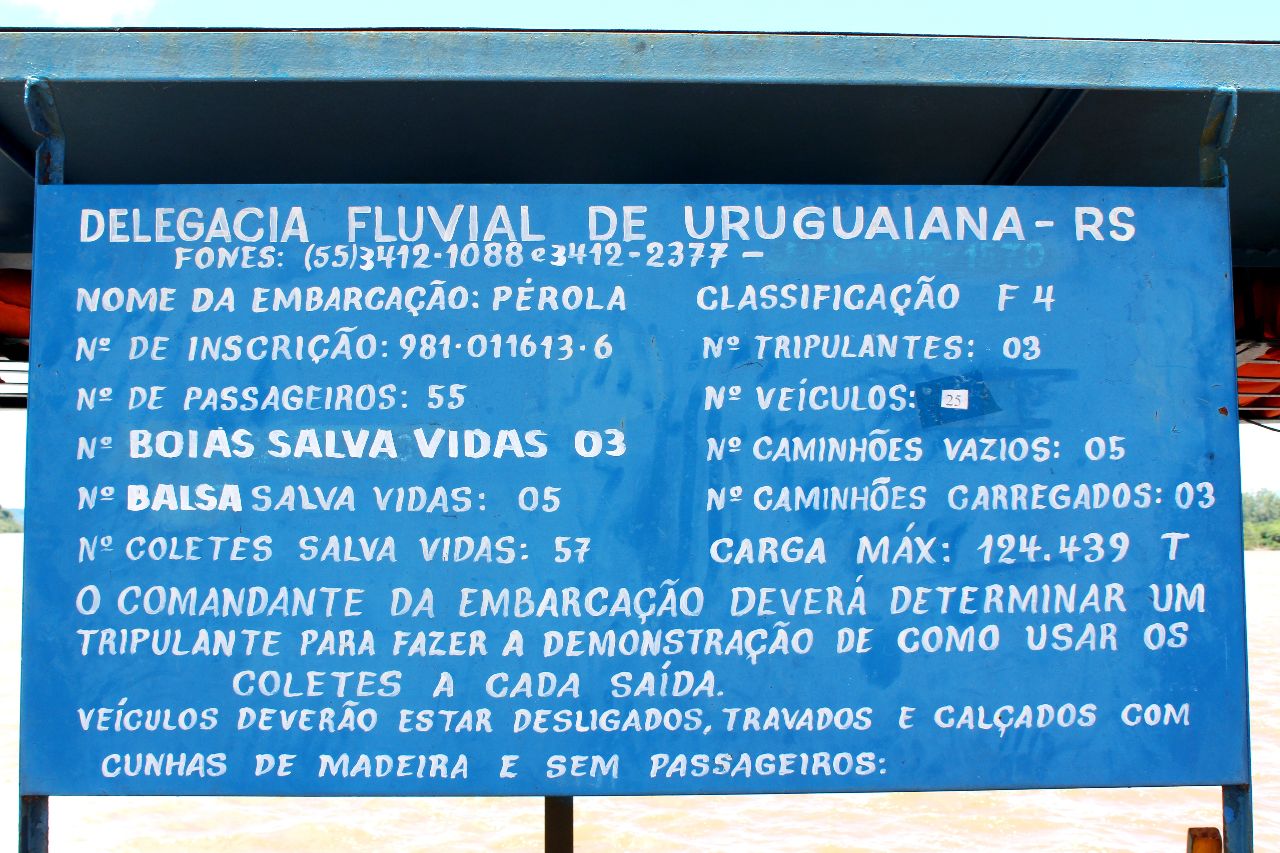 DELEGACIA FLUVIAL DE URUGUAIANA - RS
FONES: (55)3412-1088 e 3412-2377 -
NOME DA EMBARCAÇÃO: PÉROLA CLASSIFICAÇÃO F 4
Nº DE INSCRIÇÃO: 981.011613.6 Nº TRIPULANTES: 03
Nº DE PASSAGEIROS: 55 Nº VEÍCULOS: 25
Nº BOIAS SALVA VIDAS 03 Nº CAMINHÕES VAZIOS: 05
Nº BALSA SALVA VIDAS: 05 Nº CAMINHÕES CARREGADOS: 03
Nº COLETES SALVA VIDAS: 57 CARGA MÁX: 124.439 T
O COMANDANTE DA EMBARCAÇÃO DEVERÁ DETERMINAR UM
TRIPULANTE PARA FAZER A DEMONSTRAÇÃO DE COMO USAR OS
COLETES A CADA SAÍDA.
VEÍCULOS DEVERÃO ESTAR DESLIGADOS, TRAVADOS E CALÇADOS COM
CUNHAS DE MADEIRA E SEM PASSAGEIROS: